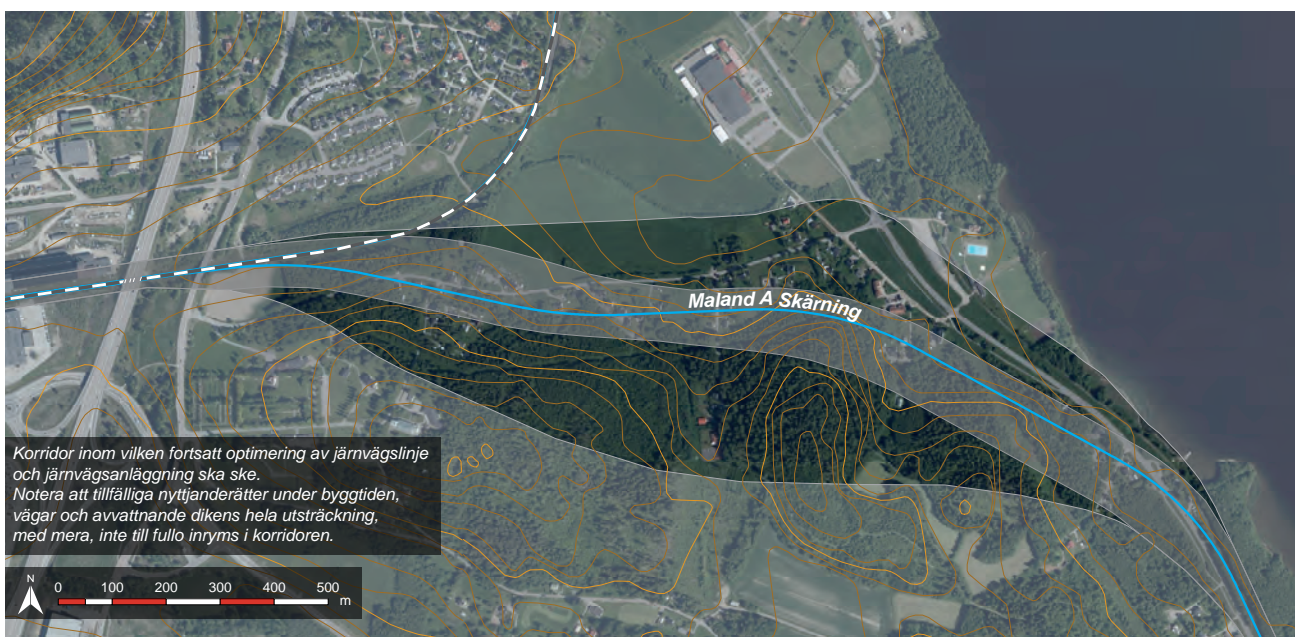 Maland A Skärning
Korridor inom vilken fortsatt optimering av järnvägslinje
och järnvägsanläggning ska ske.
Notera att tillfälliga nyttjanderätter under byggtiden,
vägar och avvattnande dikens hela utsträckning,
med mera, inte till fullo inryms i korridoren.
N
0 100 200 300 400 500
m